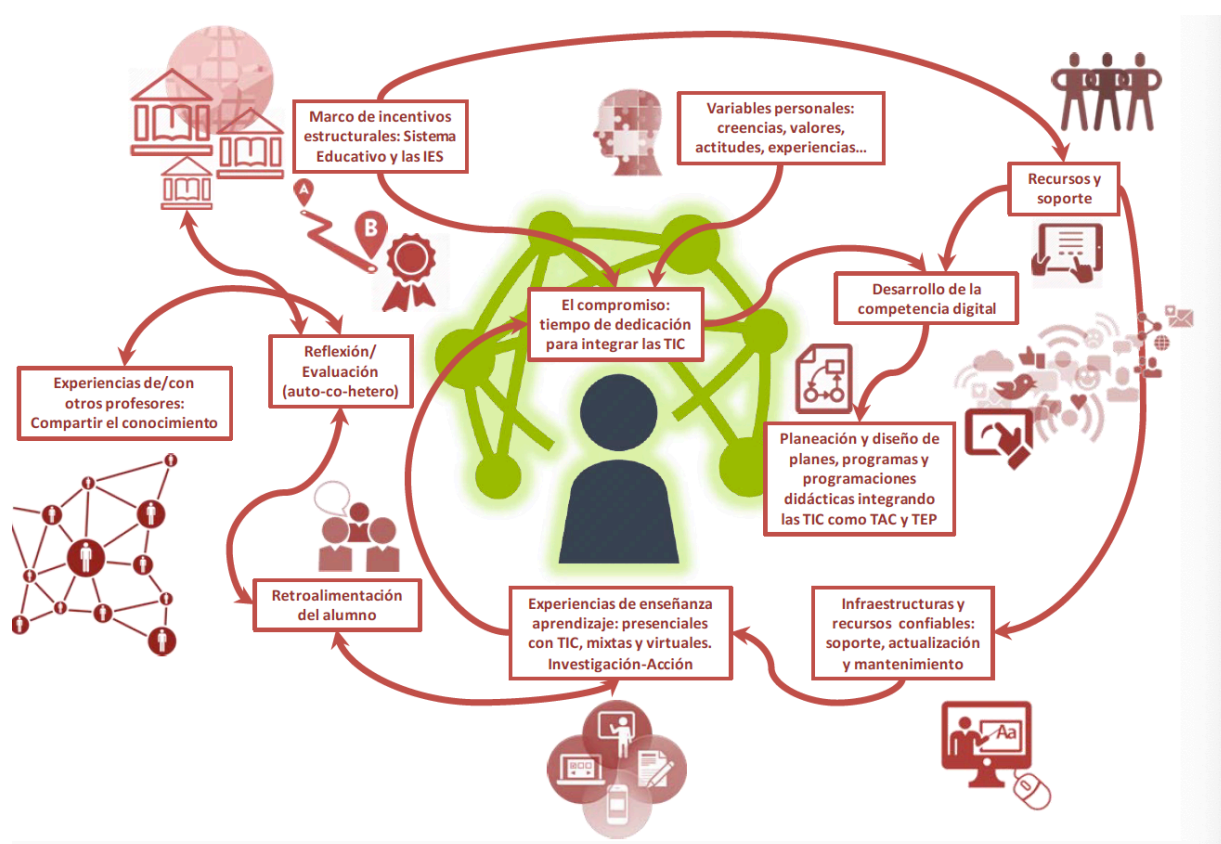 Marco de incentivos
estructurales: Sistema
Educativo y las IES
Variables personales:
creencias, valores,
actitudes, experiencias...
Recursos y
soporte
A
B
El compromiso:
tiempo de dedicación
para integrar las TIC
Desarrollo de la
competencia digital
Reflexión/
Evaluación
(auto-co-hetero)
Experiencias de/con
otros profesores:
Compartir el conocimiento
Planeación y diseño de
planes, programas y
programaciones
didácticas integrando
las TIC como TAC y TEP
Retroalimentación
del alumno
Experiencias de enseñanza
aprendizaje: presenciales
con TIC, mixtas y virtuales.
Investigación-Acción
Infraestructuras y
recursos confiables:
soporte, actualización
y mantenimiento
Aa